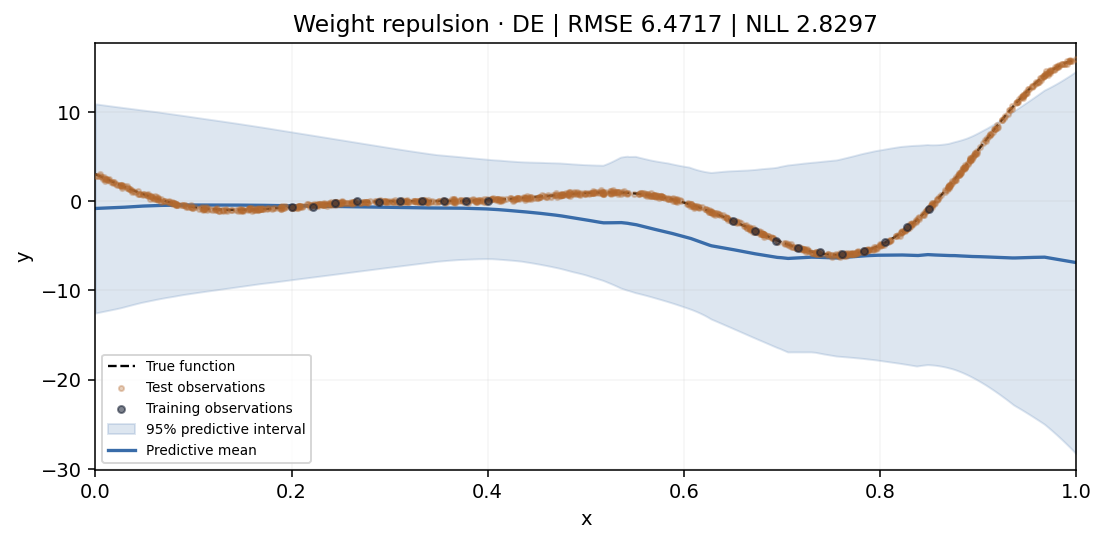 Weight repulsion · DE | RMSE 6.4717 | NLL 2.8297
y
10
0
−10
−20
−30
True function
Test observations
Training observations
95% predictive interval
Predictive mean
0.0 0.2 0.4 0.6 0.8 1.0
x